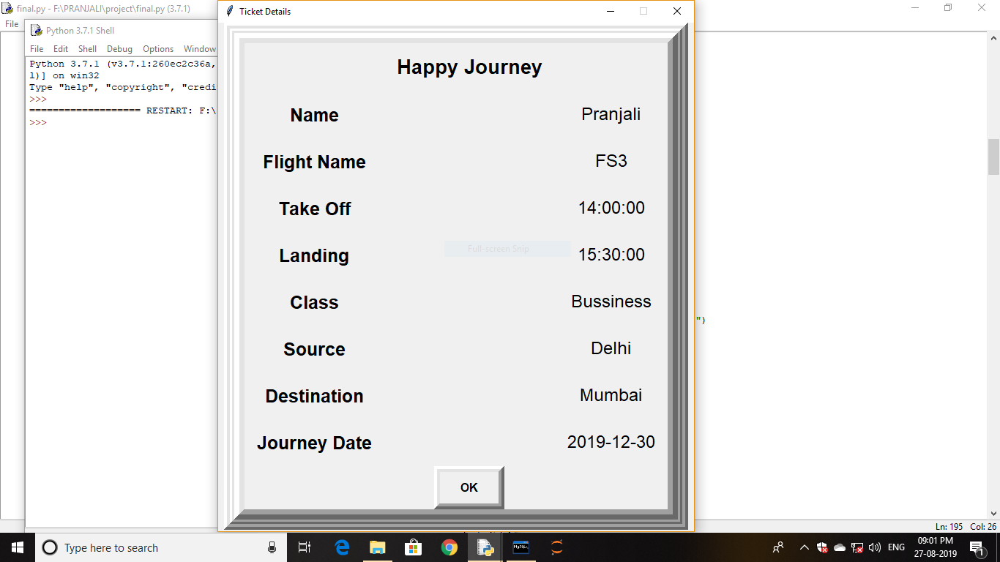 final.py - F:\PRANJALI\project\final.py (3.7.1)
File
Python 3.7.1 Shell
File Edit Shell Debug Options Window
Python 3.7.1 (v3.7.1:260ec2c36a,
l)] on win32
Type "help", "copyright", "credi
>>>
=================== RESTART: F:\
>>>
Ticket Details
Happy Journey
Name Pranjali
Flight Name FS3
Take Off 14:00:00
Landing 15:30:00
Full-screen Snip
Class Bussiness
Source Delhi
Destination Mumbai
Journey Date 2019-12-30
OK
")
Ln: 195 Col: 26
Type here to search
MySQL
ENG
09:01 PM
27-08-2019
1